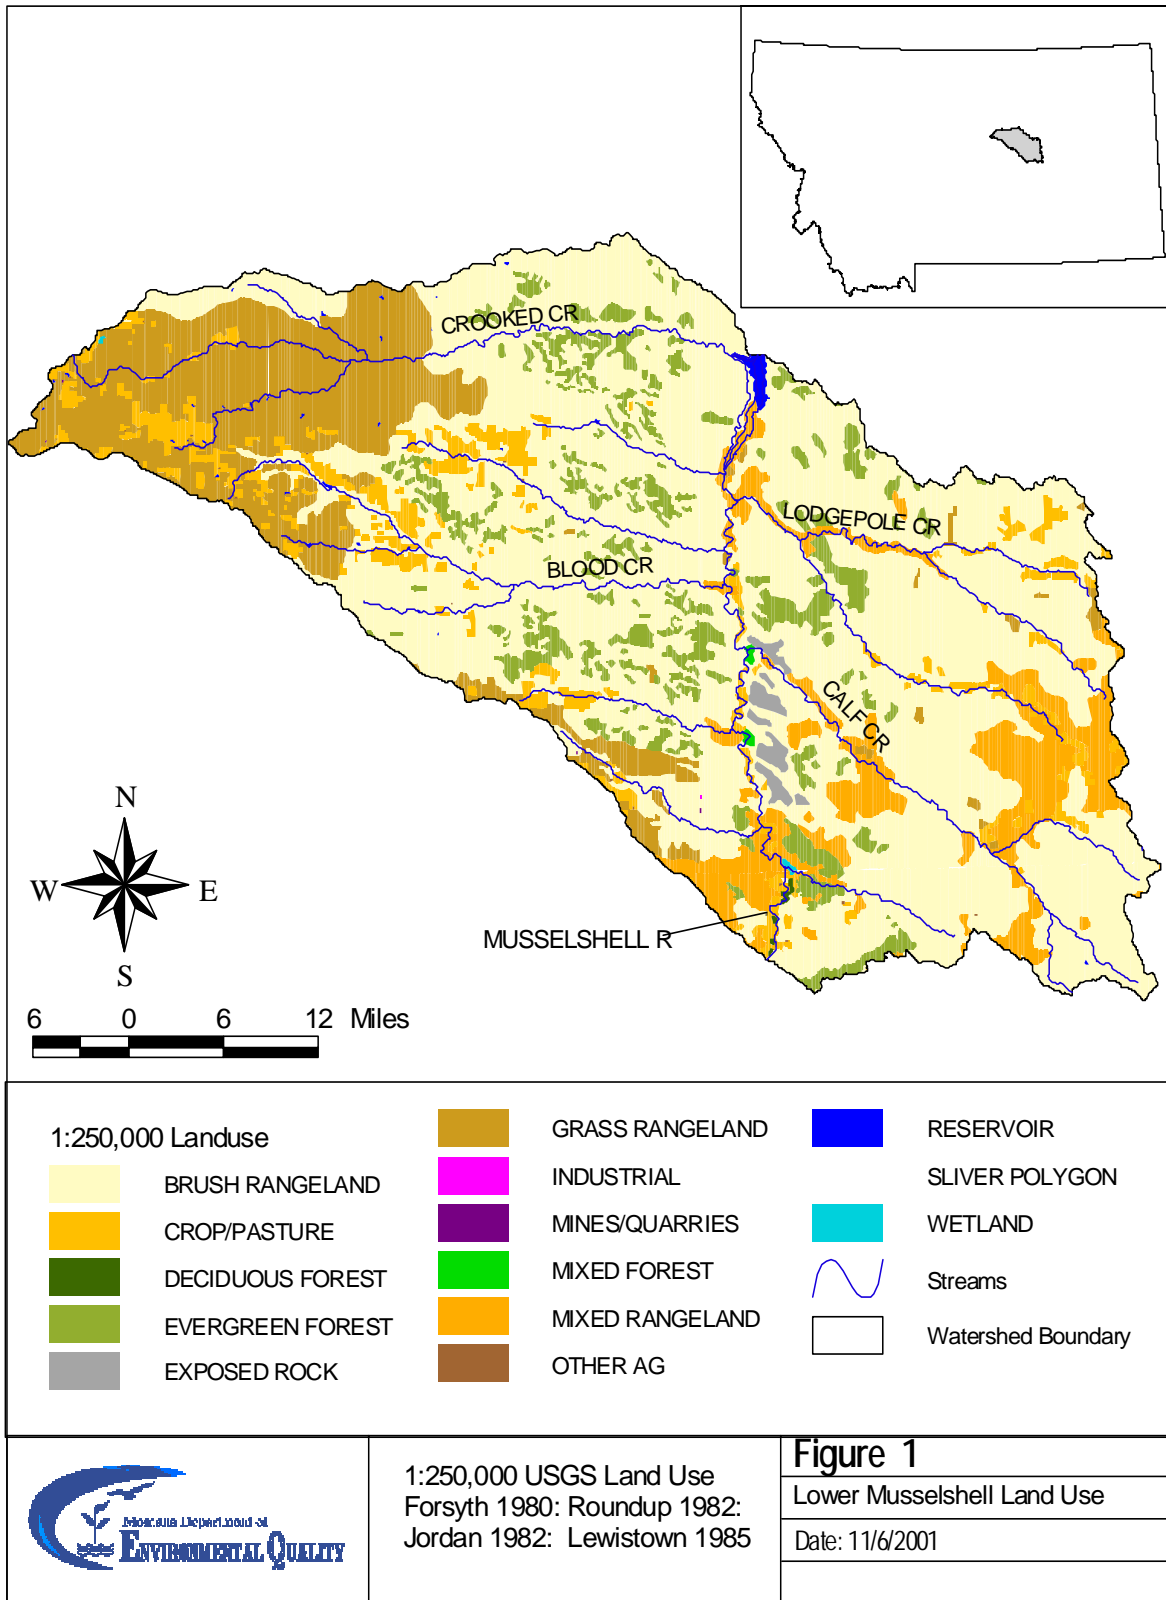 CROOKED CR
LODGEPOLE CR
BLOOD CR
CALF CR
MUSSELSHELL R
N
W E
S
6 0 6 12 Miles
1:250,000 Landuse
BRUSH RANGELAND
CROP/PASTURE
DECIDUOUS FOREST
EVERGREEN FOREST
EXPOSED ROCK
GRASS RANGELAND
INDUSTRIAL
MINES/QUARRIES
MIXED FOREST
MIXED RANGELAND
OTHER AG
RESERVOIR
SLIVER POLYGON
WETLAND
Streams
Watershed Boundary
Montana Department of
ENVIRONMENTAL QUALITY
1:250,000 USGS Land Use
Forsyth 1980: Roundup 1982:
Jordan 1982: Lewistown 1985
Figure 1
Lower Musselshell Land Use
Date: 11/6/2001